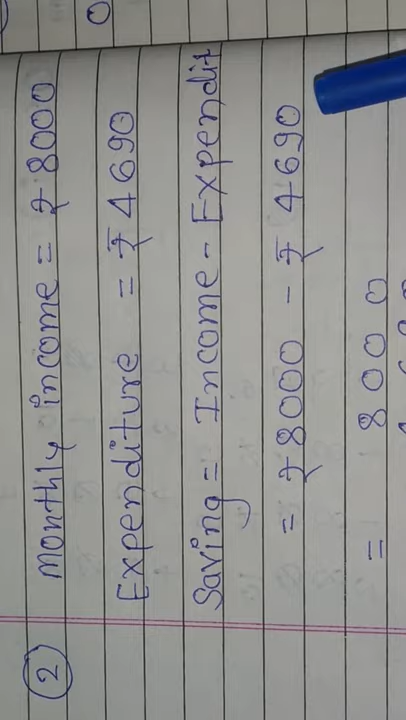 ② Monthly income = ₹ 8000
Expenditure = ₹ 4690
Saving = Income - Expendit
= ₹ 8000 - ₹ 4690
= 8000